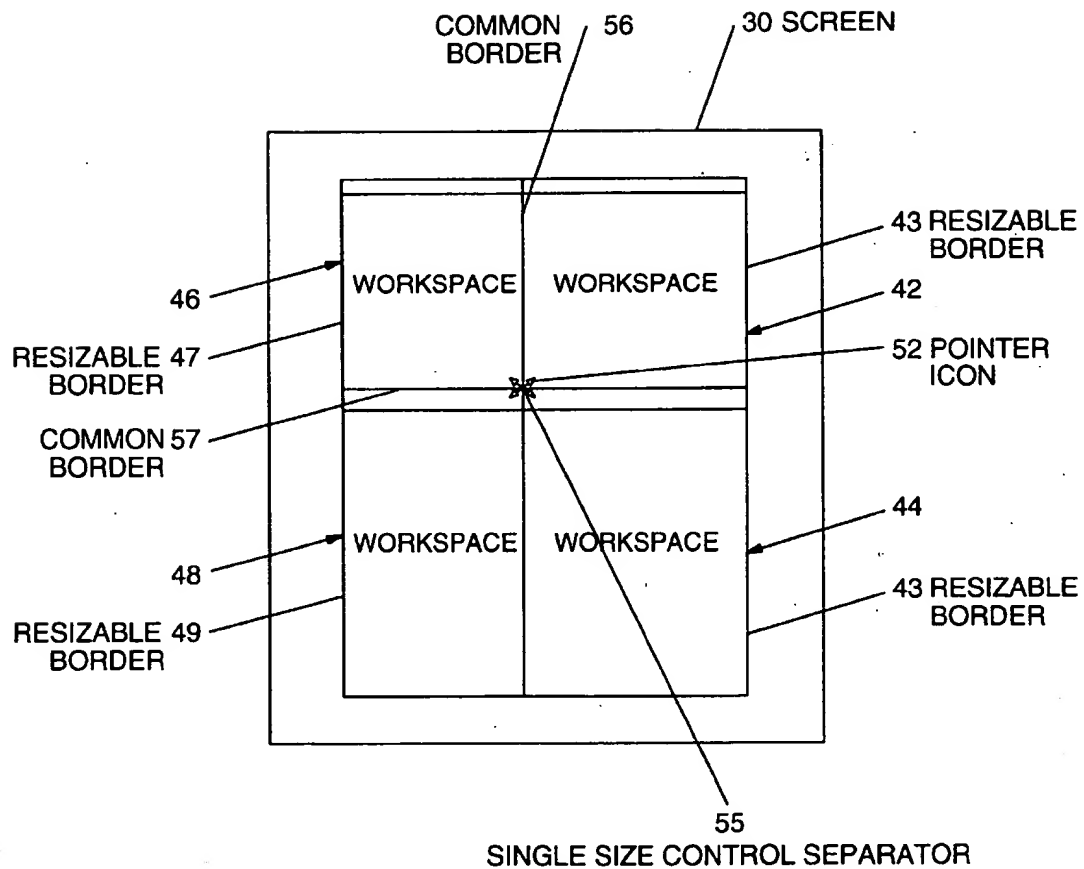 COMMON 56
BORDER
30 SCREEN
43 RESIZABLE
BORDER
WORKSPACE WORKSPACE
46
42
RESIZABLE 47
BORDER
52 POINTER
ICON
COMMON 57
BORDER
44
WORKSPACE WORKSPACE
48
43 RESIZABLE
BORDER
RESIZABLE 49
BORDER
55
SINGLE SIZE CONTROL SEPARATOR